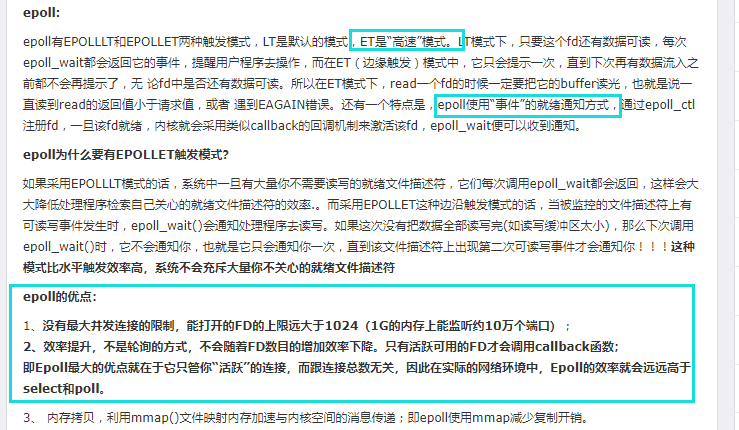 epoll:
epoll有EPOLLLT和EPOLLET两种触发模式，LT是默认的模式，ET是“高速”模式。LT模式下，只要这个fd还有数据可读，每次
epoll_wait都会返回它的事件，提醒用户程序去操作，而在ET（边缘触发）模式中，它只会提示一次，直到下次再有数据流入之
前都不会再提示了，无 论fd中是否还有数据可读。所以在ET模式下，read一个fd的时候一定要把它的buffer读光，也就是说一
直读到read的返回值小于请求值，或者 遇到EAGAIN错误。还有一个特点是，epoll使用“事件”的就绪通知方式，通过epoll_ctl
注册fd，一旦该fd就绪，内核就会采用类似callback的回调机制来激活该fd，epoll_wait便可以收到通知。
epoll为什么要有EPOLLET触发模式?
如果采用EPOLLLT模式的话，系统中一旦有大量你不需要读写的就绪文件描述符，它们每次调用epoll_wait都会返回，这样会大
大降低处理程序检索自己关心的就绪文件描述符的效率.。而采用EPOLLET这种边沿触发模式的话，当被监控的文件描述符上有
可读写事件发生时，epoll_wait()会通知处理程序去读写。如果这次没有把数据全部读写完(如读写缓冲区太小)，那么下次调用
epoll_wait()时，它不会通知你，也就是它只会通知你一次，直到该文件描述符上出现第二次可读写事件才会通知你！！！这种
模式比水平触发效率高，系统不会充斥大量你不关心的就绪文件描述符
epoll的优点：
1、没有最大并发连接的限制，能打开的FD的上限远大于1024（1G的内存上能监听约10万个端口）；
2、效率提升，不是轮询的方式，不会随着FD数目的增加效率下降。只有活跃可用的FD才会调用callback函数；
即Epoll最大的优点就在于它只管你“活跃”的连接，而跟连接总数无关，因此在实际的网络环境中，Epoll的效率就会远远高于
select和poll。
3、 内存拷贝，利用mmap()文件映射内存加速与内核空间的消息传递；即epoll使用mmap减少复制开销。